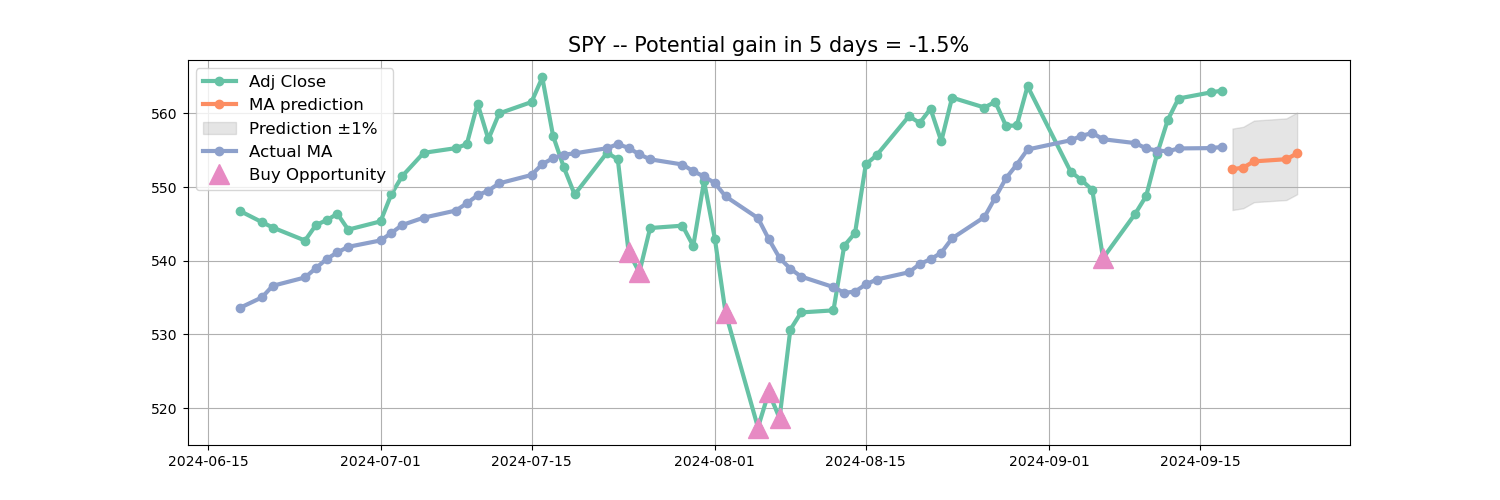 SPY -- Potential gain in 5 days = -1.5%
Adj Close
MA prediction
Prediction ±1%
Actual MA
Buy Opportunity
560
550
540
530
520
2024-06-15
2024-07-01
2024-07-15
2024-08-01
2024-08-15
2024-09-01
2024-09-15